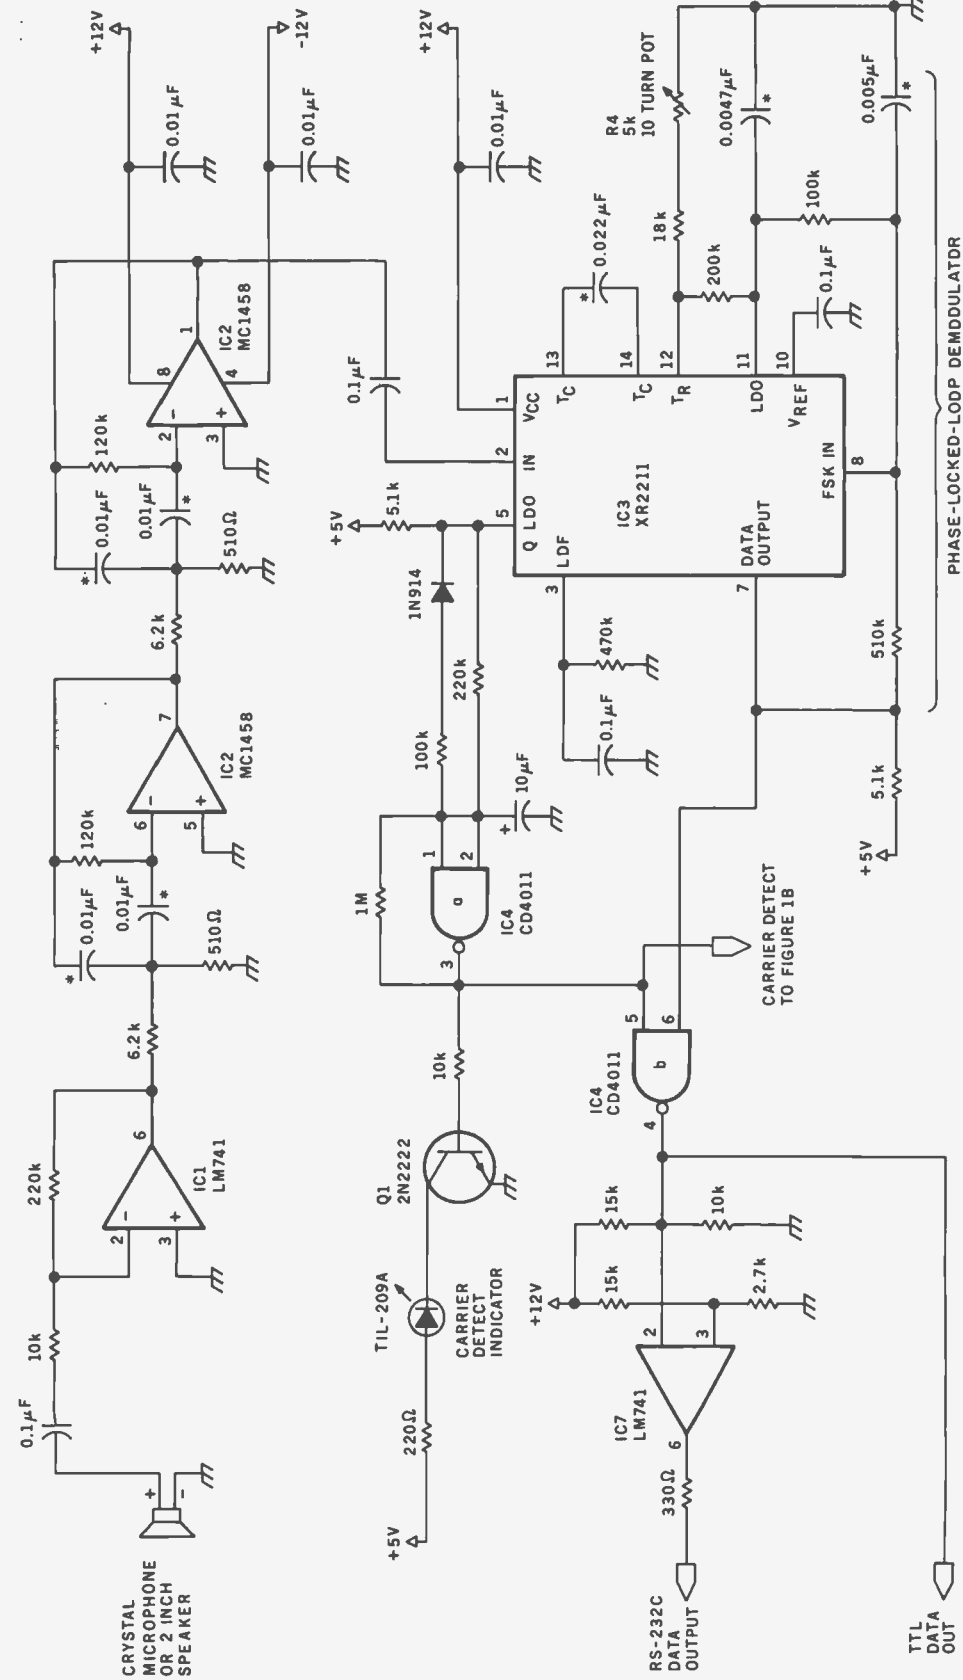 CRYSTAL
MICROPHONE
OR 2 INCH
SPEAKER
+
-
0.1µF
10k
220k
2
3
-
+
6
IC1
LM741
6.2k
510Ω
*
0.01µF
0.01µF
*
120k
6
5
-
+
7
IC2
MC1458
6.2k
510Ω
*
0.01µF
0.01µF
*
120k
2
3
-
+
8
4
1
IC2
MC1458
+12V
0.01µF
-12V
0.01µF
0.1µF
+5V
220Ω
TIL-209A
CARRIER
DETECT
INDICATOR
Q1
2N2222
10k
1M
3
a
IC4
CD4011
1
2
+
10µF
100k
220k
1N914
+5V
5.1k
+12V
0.01µF
5
2
1
Q LDO
IN
VCC
3
LDF
470k
0.1µF
IC3
XR2211
13
TC
14
TC
12
TR
11
LDO
10
VREF
DATA
OUTPUT
7
FSK IN
8
*
0.022µF
18k
R4
5k
10 TURN POT
200k
0.0047µF
*
100k
0.1µF
0.005µF
*
510k
5.1k
+5V
PHASE-LOCKED-LOOP DEMDDULATDR
CARRIER DETECT
TO FIGURE 1B
5
6
b
IC4
CD4011
4
15k
10k
+12V
15k
2.7k
2
3
IC7
LM741
6
330Ω
RS-232C
DATA
OUTPUT
TTL
DATA
OUT